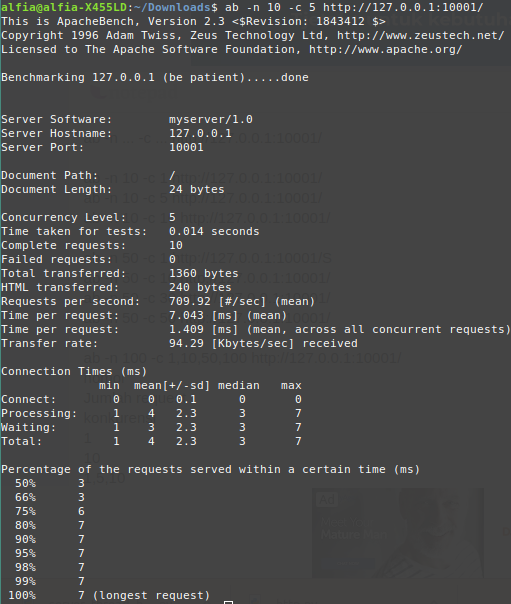 alfia@alfia-X455LD:~/Downloads$ ab -n 10 -c 5 http://127.0.0.1:10001/
This is ApacheBench, Version 2.3 <$Revision: 1843412 $>
Copyright 1996 Adam Twiss, Zeus Technology Ltd, http://www.zeustech.net/
Licensed to The Apache Software Foundation, http://www.apache.org/

Benchmarking 127.0.0.1 (be patient).....done

Server Software:        myserver/1.0
Server Hostname:        127.0.0.1
Server Port:            10001

Document Path:          /
Document Length:        24 bytes

Concurrency Level:      5
Time taken for tests:   0.014 seconds
Complete requests:      10
Failed requests:        0
Total transferred:      1360 bytes
HTML transferred:       240 bytes
Requests per second:    709.92 [#/sec] (mean)
Time per request:       7.043 [ms] (mean)
Time per request:       1.409 [ms] (mean, across all concurrent requests)
Transfer rate:          94.29 [Kbytes/sec] received

Connection Times (ms)
              min  mean[+/-sd] median   max
Connect:        0    0   0.1      0       0
Processing:     1    4   2.3      3       7
Waiting:        1    3   2.3      3       7
Total:          1    4   2.3      3       7

Percentage of the requests served within a certain time (ms)
  50%      3
  66%      3
  75%      6
  80%      7
  90%      7
  95%      7
  98%      7
  99%      7
 100%      7 (longest request)